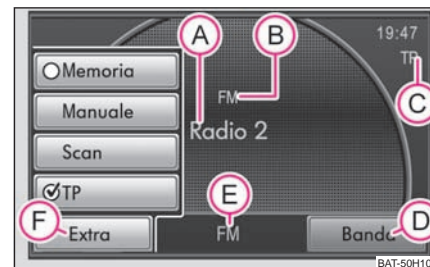 A
B
19:47
TP
C
Memoria
FM
Manuale
Radio 2
Scan
TP
E
D
F
Extra
FM
Banda
BAT-50H10